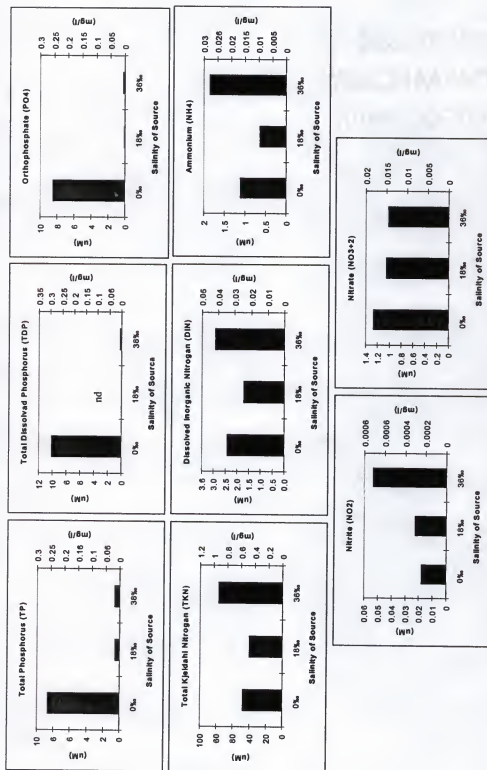 Total Phosphorus (TP)
(uM)
10
8
6
4
2
0
0.3
0.25
0.2
0.15
0.1
0.05
0
(mg/l)
0‰ 18‰ 36‰
Salinity of Source
Total Dissolvad Phosphorus (TDP)
(uM)
12
10
8
6
4
2
0
0.35
0.3
0.25
0.2
0.15
0.1
0.05
0
(mg/l)
nd
0‰ 18‰ 36‰
Salinity of Source
Orthophosphate (PO4)
(uM)
10
8
6
4
2
0
0.3
0.25
0.2
0.15
0.1
0.05
0
(mg/l)
0‰ 18‰ 36‰
Salinity of Source
Total Kjeldahl Nitrogen (TKN)
(uM)
100
80
60
40
20
0
1.2
1
0.8
0.6
0.4
0.2
0
(mg/l)
0‰ 18‰ 36‰
Salinity of Source
Dissolved Inorganic Nitrogan (DIN)
(uM)
3.6
3.0
2.5
2.0
1.5
1.0
0.5
0.0
0.05
0.04
0.03
0.02
0.01
0
(mg/l)
0‰ 18‰ 36‰
Salinity of Source
Ammonium (NH4)
(uM)
2
1.5
1
0.5
0
0.03
0.026
0.02
0.015
0.01
0.005
0
(mg/l)
0‰ 18‰ 36‰
Salinity of Source
Nitrite (NO2)
(uM)
0.06
0.05
0.04
0.03
0.02
0.01
0
0.0008
0.0006
0.0004
0.0002
0
(mg/l)
0‰ 18‰ 36‰
Salinity of Source
Nitrate (NO3+2)
(uM)
1.4
1.2
1
0.8
0.6
0.4
0.2
0
0.02
0.015
0.01
0.005
0
(mg/l)
0‰ 18‰ 36‰
Salinity of Source